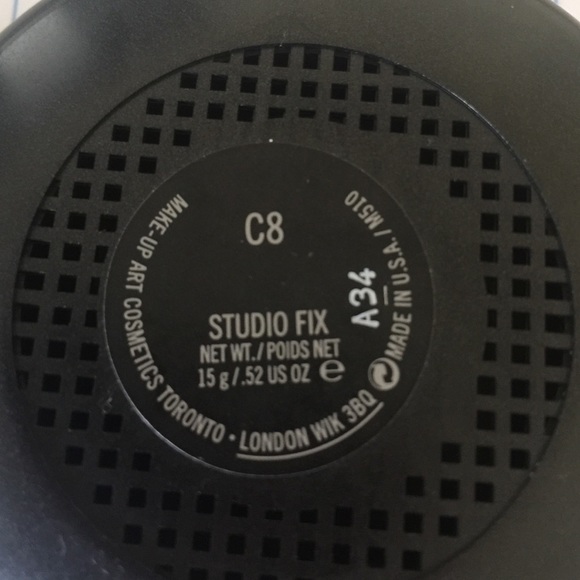 C8
STUDIO FIX
NET WT./POIDS NET
15 g/.52 US OZ e
MAKE-UP ART COSMETICS TORONTO • LONDON WIK 3BQ
MADE IN U.S.A. / M510
A34